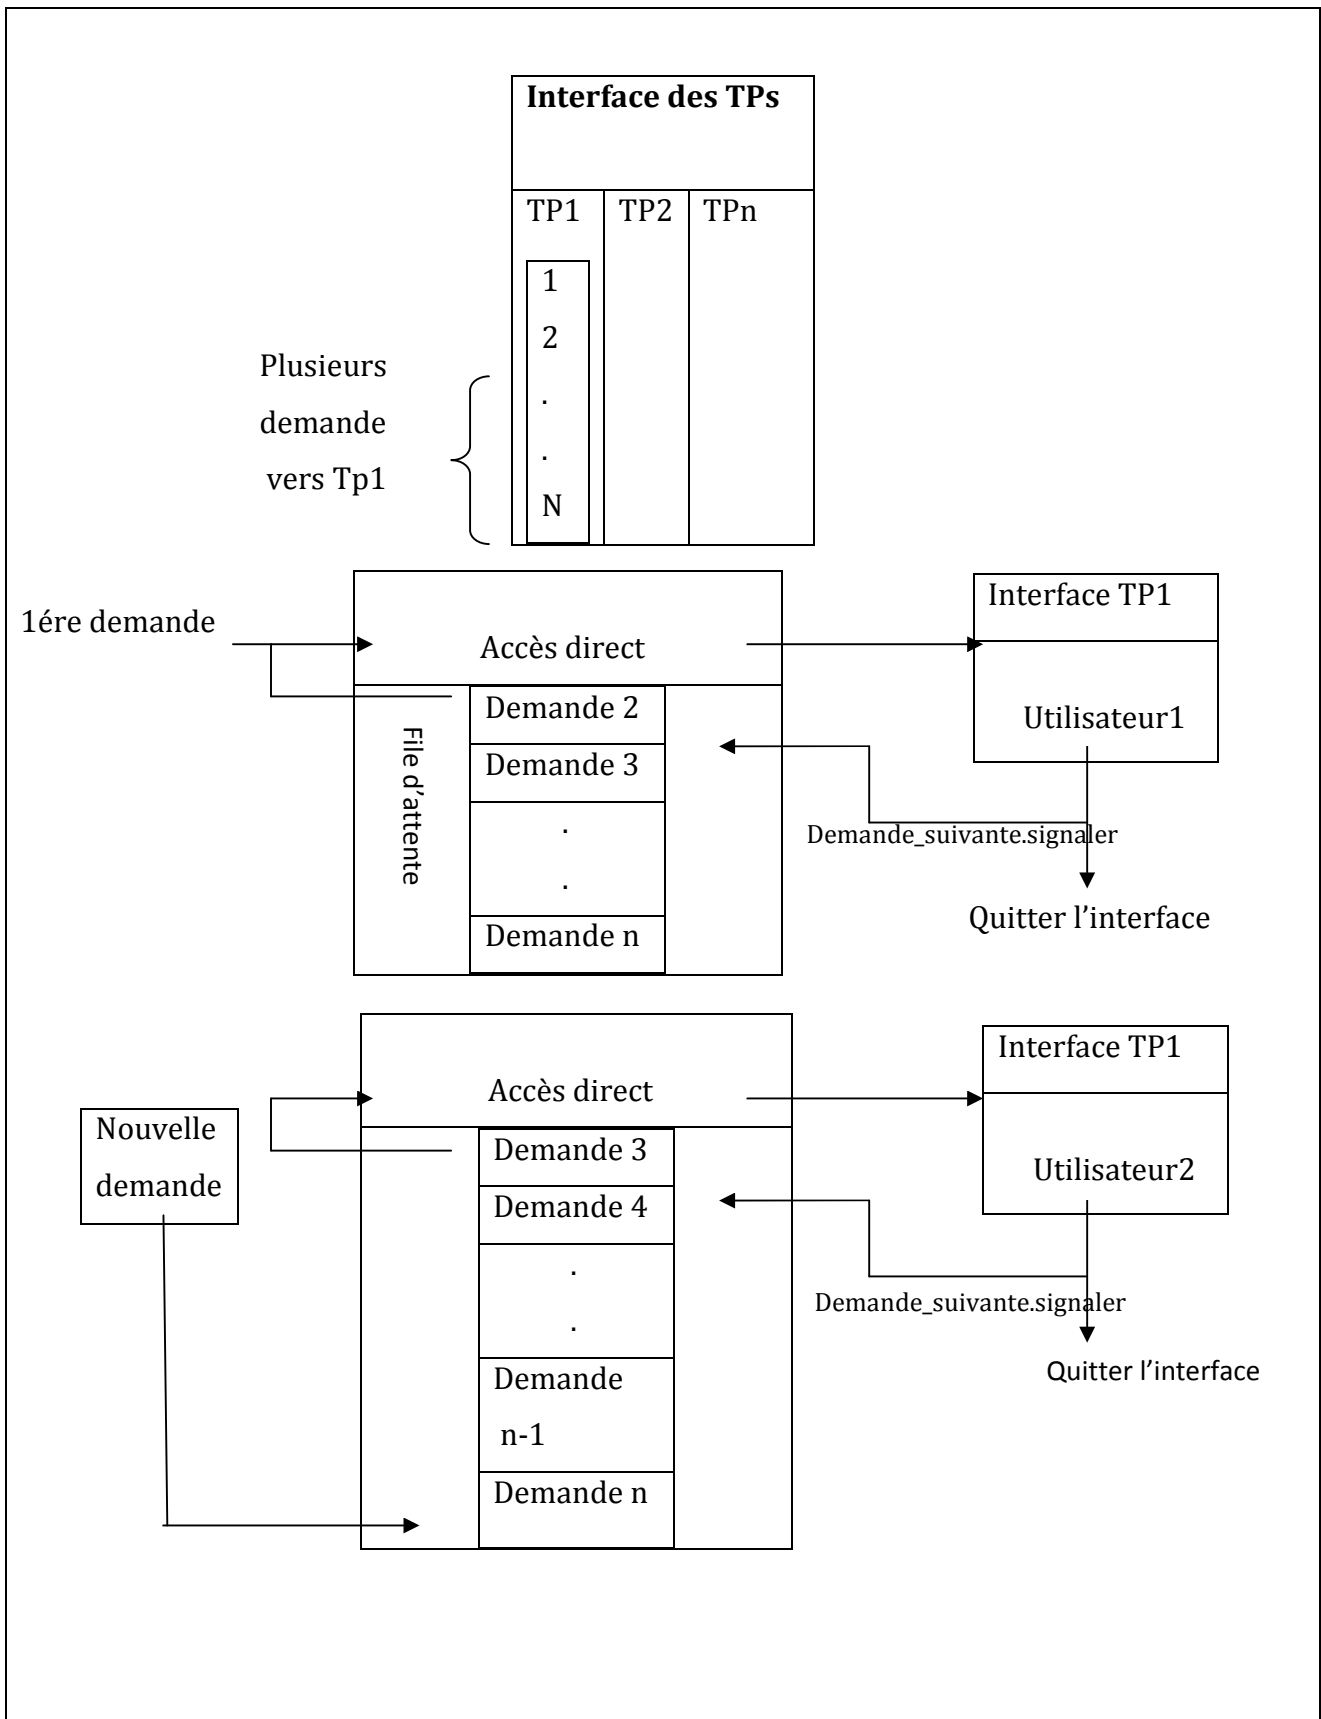 Interface des TPs
TP1 TP2 TPn
1
2
.
.
N
Plusieurs
demande
vers Tp1
1ére demande
Accès direct
Interface TP1
Utilisateur1
File d'attente
Demande 2
Demande 3
.
.
Demande n
Demande_suivante.signaler
Quitter l'interface
Accès direct
Interface TP1
Utilisateur2
Nouvelle
demande
Demande 3
Demande 4
.
.
Demande
n-1
Demande n
Demande_suivante.signaler
Quitter l'interface